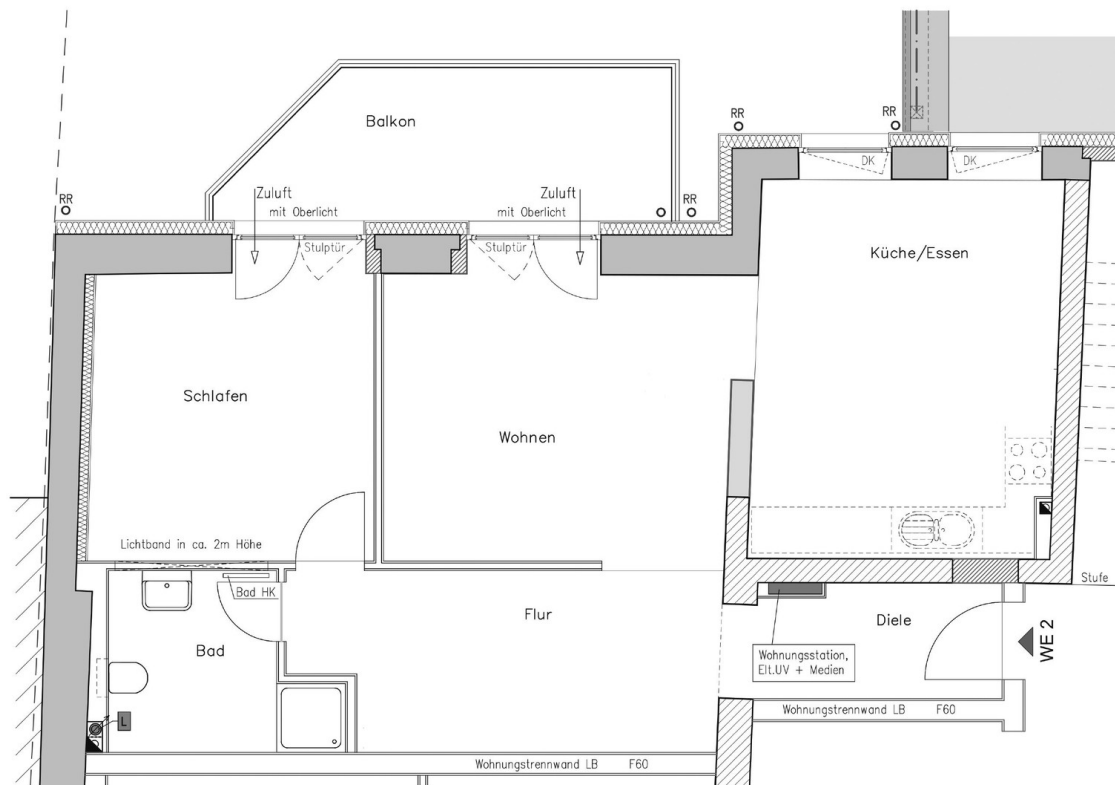 Balkon
RR
RR
DK
DK
RR
Zuluft
mit Oberlicht
Zuluft
mit Oberlicht
Stulptür
Stulptür
Küche/Essen
Schlafen
Wohnen
Lichtband in ca. 2m Höhe
Bad HK
Stufe
Flur
Diele
Bad
WE 2
Wohnungsstation,
Elt.UV + Medien
L
Wohnungstrennwand LB F60
Wohnungstrennwand LB F60